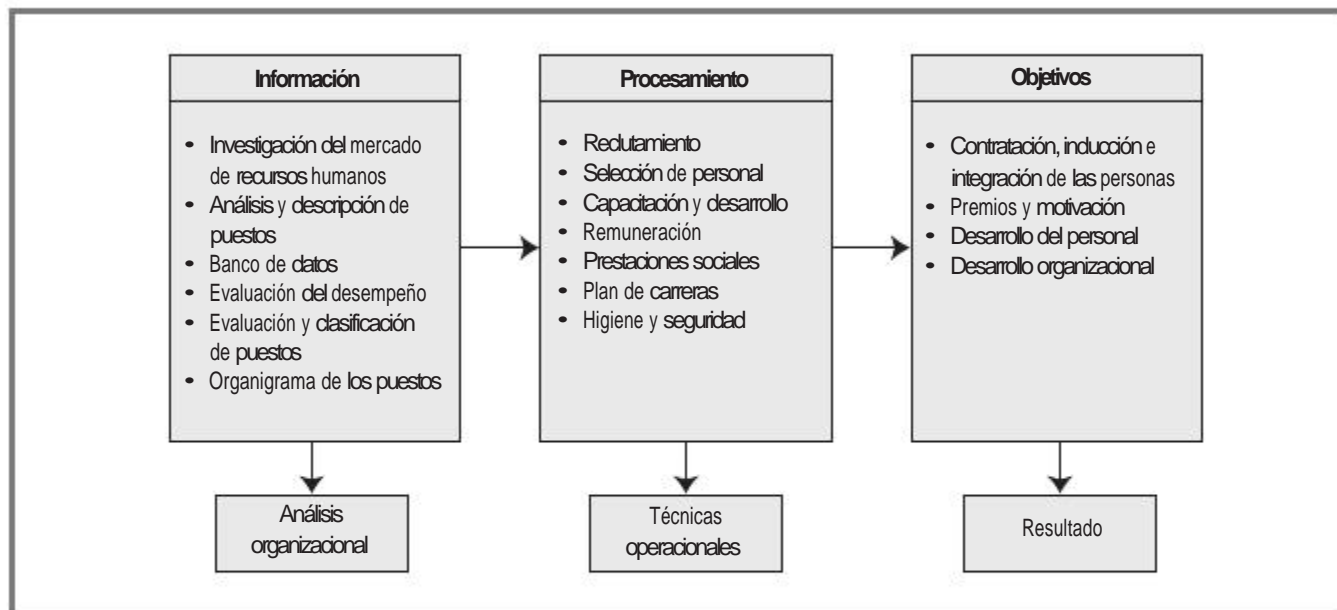 Información
Investigación del mercado
de recursos humanos
Análisis y descripción de
puestos
Banco de datos
Evaluación del desempeño
Evaluación y clasificación
de puestos
Organigrama de los puestos
Análisis
organizacional
Procesamiento
Reclutamiento
Selección de personal
Capacitación y desarrollo
Remuneración
Prestaciones sociales
Plan de carreras
Higiene y seguridad
Técnicas
operacionales
Objetivos
Contratación, inducción e
integración de las personas
Premios y motivación
Desarrollo del personal
Desarrollo organizacional
Resultado